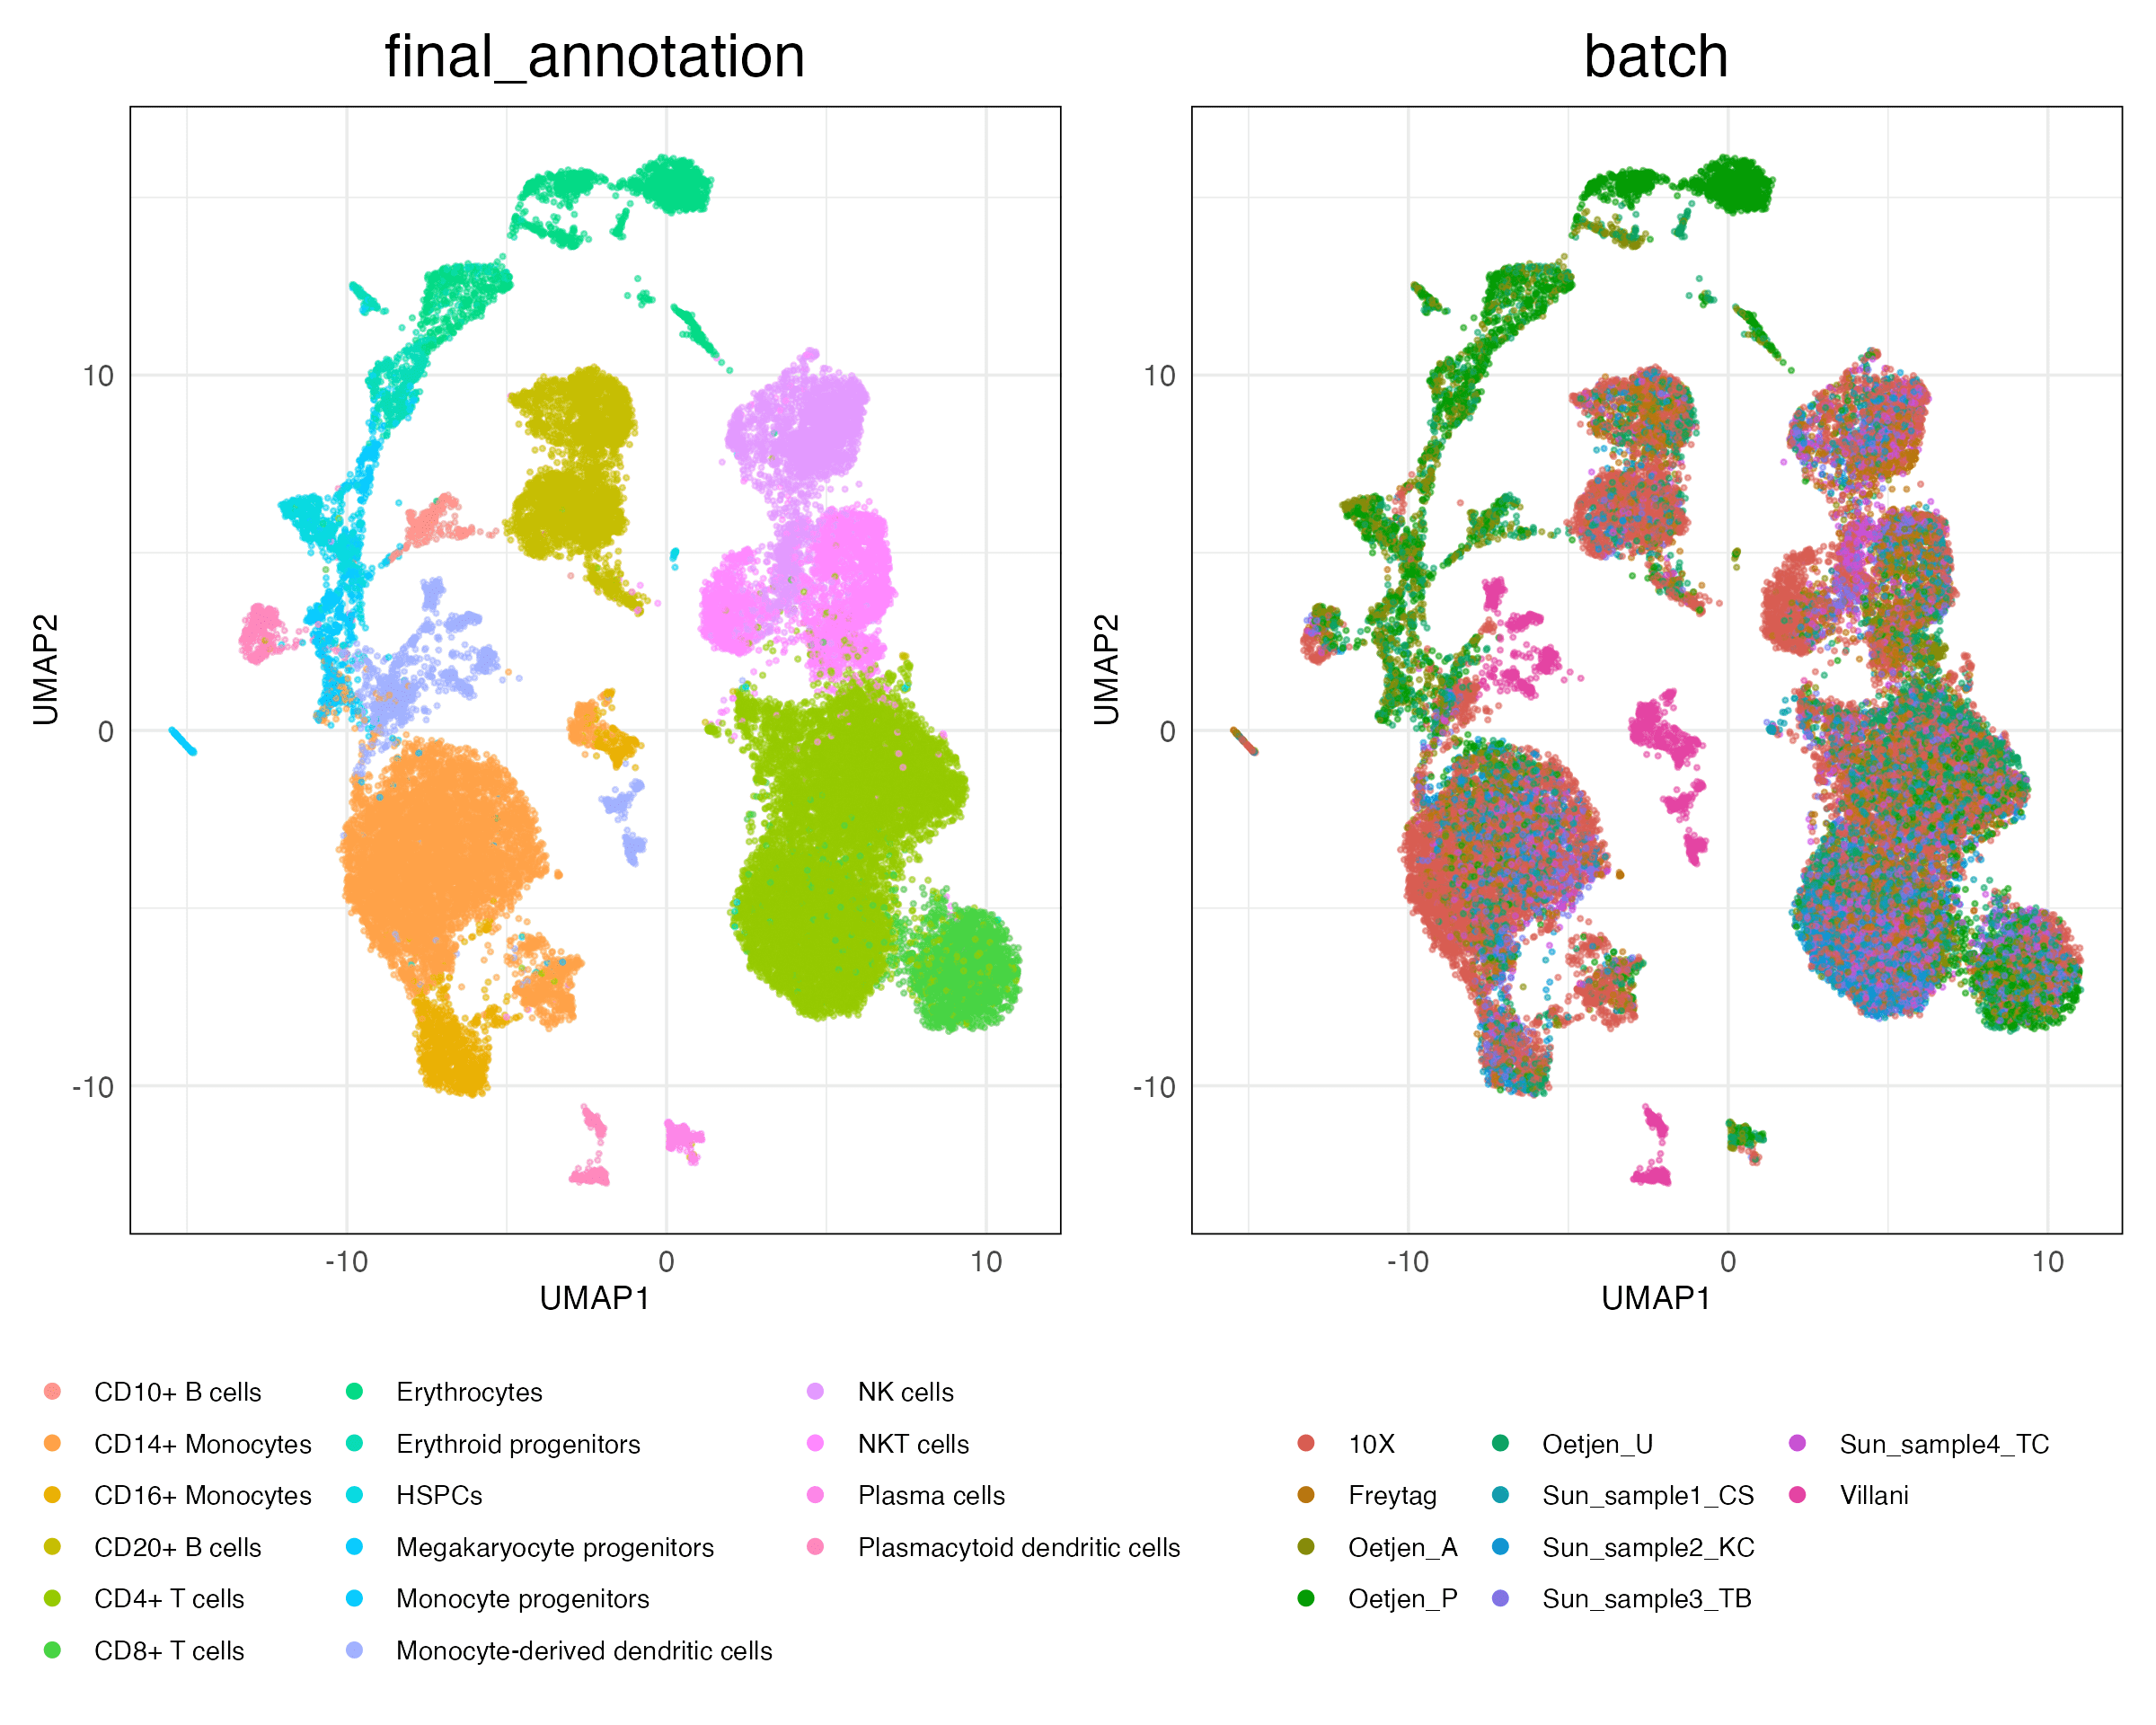 final_annotation
batch
UMAP2
10
0
-10
-10
0
10
UMAP1
UMAP2
10
0
-10
-10
0
10
UMAP1
CD10+ B cells
CD14+ Monocytes
CD16+ Monocytes
CD20+ B cells
CD4+ T cells
CD8+ T cells
Erythrocytes
Erythroid progenitors
HSPCs
Megakaryocyte progenitors
Monocyte progenitors
Monocyte-derived dendritic cells
NK cells
NKT cells
Plasma cells
Plasmacytoid dendritic cells
10X
Freytag
Oetjen_A
Oetjen_P
Oetjen_U
Sun_sample1_CS
Sun_sample2_KC
Sun_sample3_TB
Sun_sample4_TC
Villani